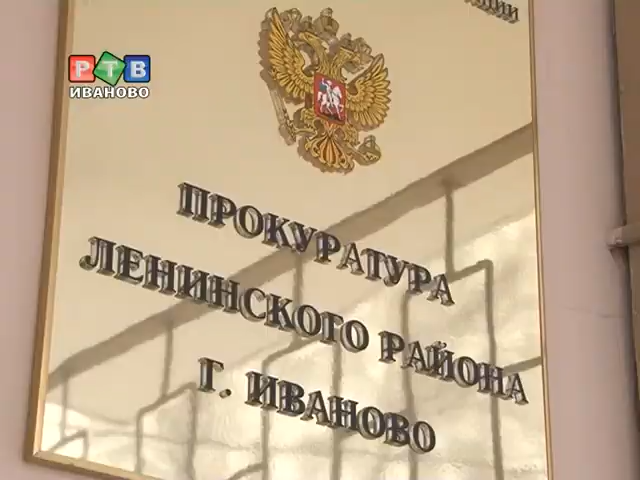 РТВ
ИВАНОВО
ПРОКУРАТУРА
ЛЕНИНСКОГО РАЙОНА
Г. ИВАНОВО